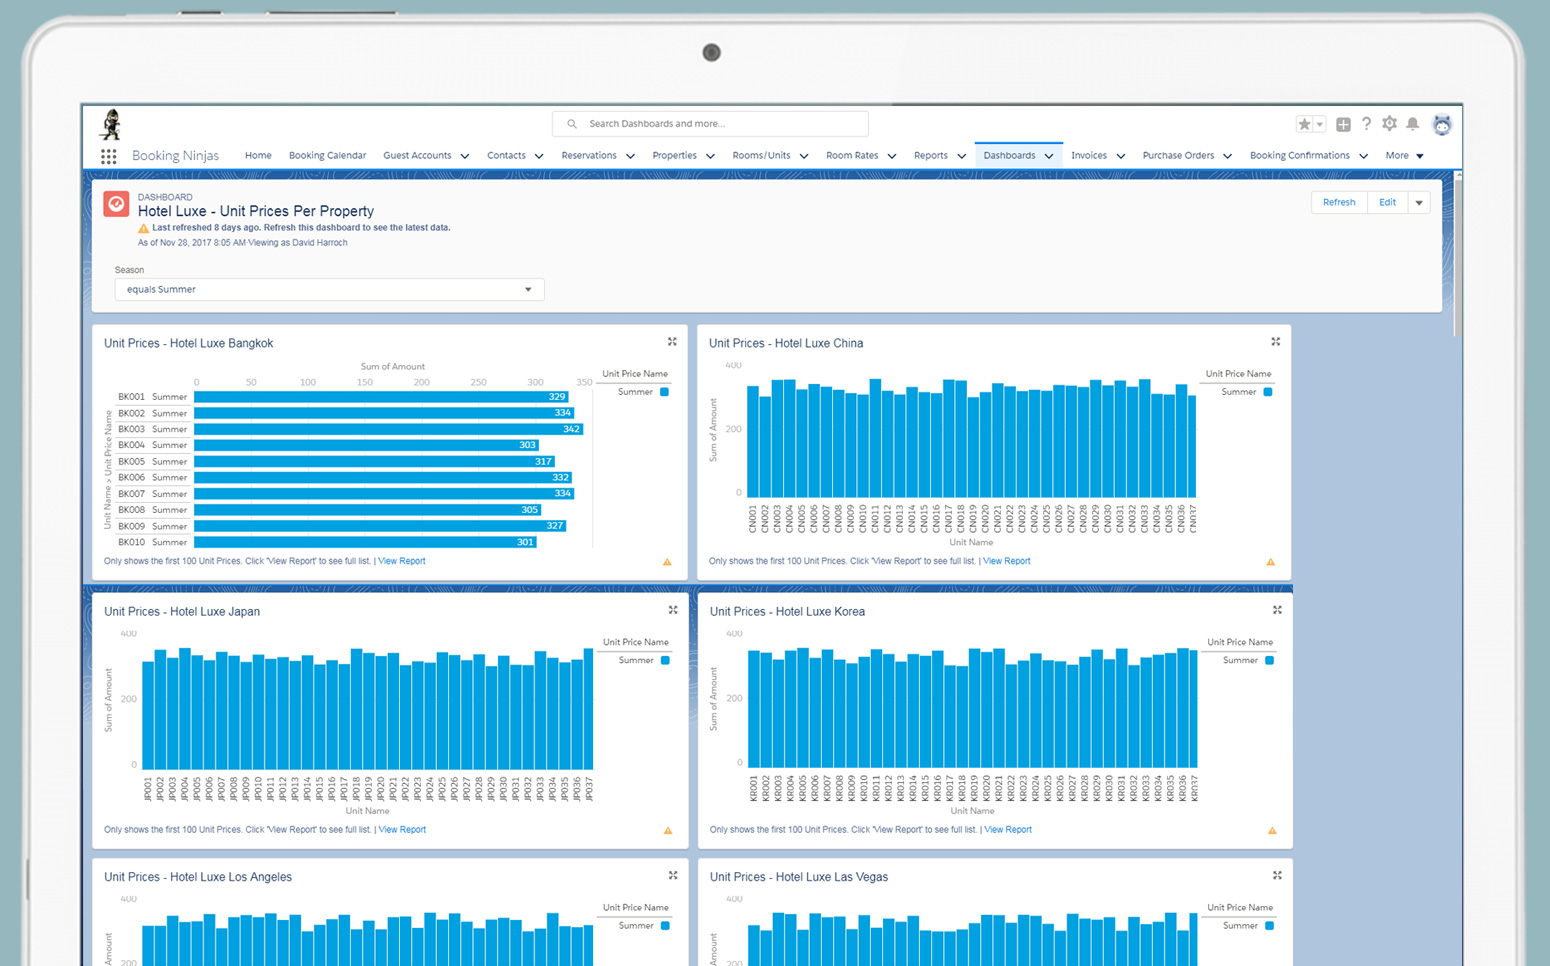 Search Dashboards and more...
Booking Ninjas Home Booking Calendar Guest Accounts Contacts Reservations Properties Rooms/Units Room Rates Reports Dashboards Invoices Purchase Orders Booking Confirmations More
DASHBOARD
Hotel Luxe - Unit Prices Per Property
Refresh Edit
Last refreshed 8 days ago. Refresh this dashboard to see the latest data.
As of Nov 28, 2017 8:05 AM·Viewing as David Harroch
Season
equals Summer
Unit Prices - Hotel Luxe Bangkok
Sum of Amount
0 50 100 150 200 250 300 350
Unit Price Name
Summer
Unit Name > Unit Price Name
BK001 Summer 329
BK002 Summer 334
BK003 Summer 342
BK004 Summer 303
BK005 Summer 317
BK006 Summer 332
BK007 Summer 334
BK008 Summer 305
BK009 Summer 327
BK010 Summer 301
Only shows the first 100 Unit Prices. Click 'View Report' to see full list. | View Report
Unit Prices - Hotel Luxe China
400
200
0
Sum of Amount
Unit Price Name
Summer
CN001 CN002 CN003 CN004 CN005 CN006 CN007 CN008 CN009 CN010 CN011 CN012 CN013 CN014 CN015 CN016 CN017 CN018 CN019 CN020 CN021 CN022 CN023 CN024 CN025 CN026 CN027 CN028 CN029 CN030 CN031 CN032 CN033 CN034 CN035 CN036 CN037
Unit Name
Only shows the first 100 Unit Prices. Click 'View Report' to see full list. | View Report
Unit Prices - Hotel Luxe Japan
400
200
0
Sum of Amount
Unit Price Name
Summer
JP001 JP002 JP003 JP004 JP005 JP006 JP007 JP008 JP009 JP010 JP011 JP012 JP013 JP014 JP015 JP016 JP017 JP018 JP019 JP020 JP021 JP022 JP023 JP024 JP025 JP026 JP027 JP028 JP029 JP030 JP031 JP032 JP033 JP034 JP035 JP036 JP037
Unit Name
Only shows the first 100 Unit Prices. Click 'View Report' to see full list. | View Report
Unit Prices - Hotel Luxe Korea
400
200
0
Sum of Amount
Unit Price Name
Summer
KR001 KR002 KR003 KR004 KR005 KR006 KR007 KR008 KR009 KR010 KR011 KR012 KR013 KR014 KR015 KR016 KR017 KR018 KR019 KR020 KR021 KR022 KR023 KR024 KR025 KR026 KR027 KR028 KR029 KR030 KR031 KR032 KR033 KR034 KR035 KR036 KR037
Unit Name
Only shows the first 100 Unit Prices. Click 'View Report' to see full list. | View Report
Unit Prices - Hotel Luxe Los Angeles
400
200
Amount
Unit Price Name
Summer
Unit Prices - Hotel Luxe Las Vegas
400
200
Amount
Unit Price Name
Summer